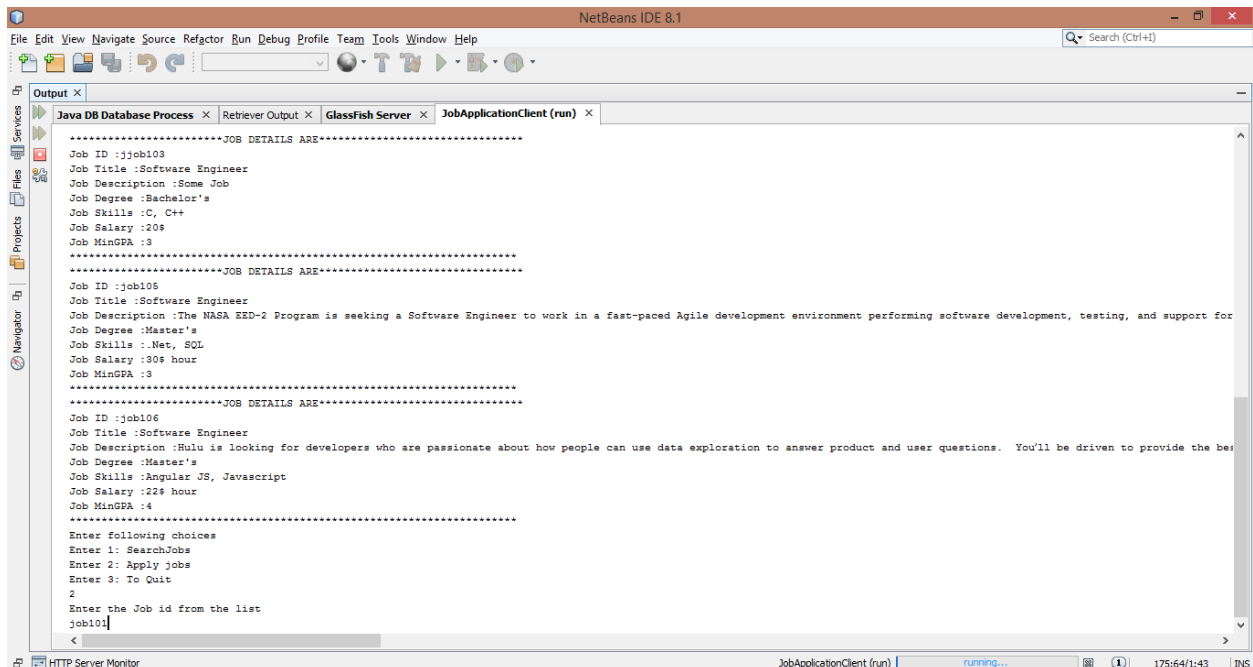 NetBeans IDE 8.1
File Edit View Navigate Source Refactor Run Debug Profile Team Tools Window Help
Search (Ctrl+I)
Output
Java DB Database Process Retriever Output GlassFish Server JobApplicationClient (run)
Services
Files
Projects
Navigator
************************JOB DETAILS ARE********************************
Job ID :jjob103
Job Title :Software Engineer
Job Description :Some Job
Job Degree :Bachelor's
Job Skills :C, C++
Job Salary :20$
Job MinGPA :3
**********************************************************************
************************JOB DETAILS ARE********************************
Job ID :job105
Job Title :Software Engineer
Job Description :The NASA EED-2 Program is seeking a Software Engineer to work in a fast-paced Agile development environment performing software development, testing, and support for
Job Degree :Master's
Job Skills :.Net, SQL
Job Salary :30$ hour
Job MinGPA :3
**********************************************************************
************************JOB DETAILS ARE********************************
Job ID :job106
Job Title :Software Engineer
Job Description :Hulu is looking for developers who are passionate about how people can use data exploration to answer product and user questions.  You'll be driven to provide the bes
Job Degree :Master's
Job Skills :Angular JS, Javascript
Job Salary :22$ hour
Job MinGPA :4
**********************************************************************
Enter following choices
Enter 1: SearchJobs
Enter 2: Apply jobs
Enter 3: To Quit
2
Enter the Job id from the list
job101
HTTP Server Monitor
JobApplicationClient (run) running... 1 175:64/1:43 INS